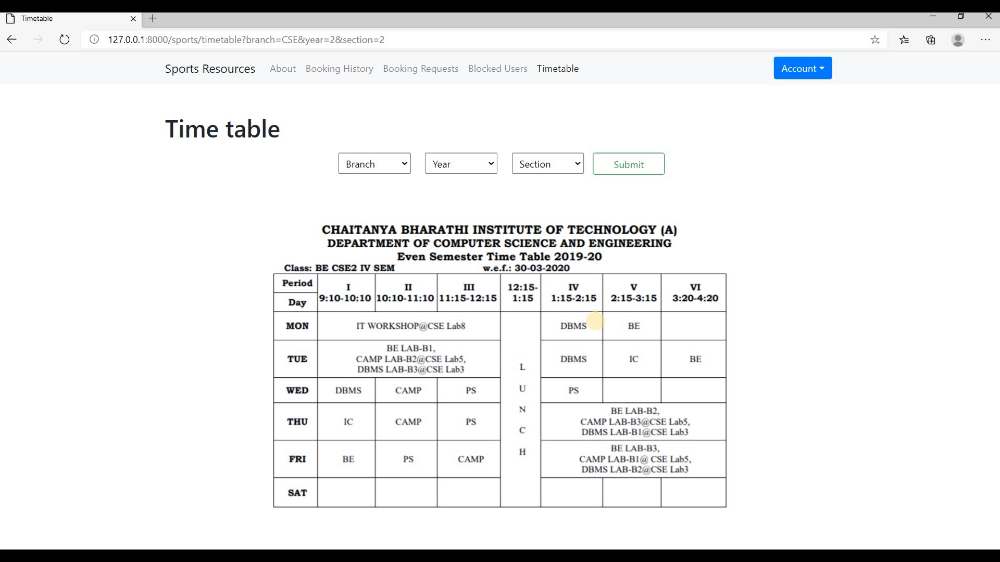 Timetable
127.0.0.1:8000/sports/timetable?branch=CSE&year=2&section=2
Sports Resources About Booking History Booking Requests Blocked Users Timetable Account
Time table
Branch Year Section Submit
CHAITANYA BHARATHI INSTITUTE OF TECHNOLOGY (A)
DEPARTMENT OF COMPUTER SCIENCE AND ENGINEERING
Even Semester Time Table 2019-20
Class: BE CSE2 IV SEM w.e.f.: 30-03-2020
Period I II III 12:15- IV V VI
Day 9:10-10:10 10:10-11:10 11:15-12:15 1:15 1:15-2:15 2:15-3:15 3:20-4:20
MON IT WORKSHOP@CSE Lab8 DBMS BE
BE LAB-B1,
TUE CAMP LAB-B2@CSE Lab5, DBMS IC BE
DBMS LAB-B3@CSE Lab3
L
U
N
C
H
WED DBMS CAMP PS PS
BE LAB-B2,
THU IC CAMP PS CAMP LAB-B3@CSE Lab5,
DBMS LAB-B1@CSE Lab3
BE LAB-B3,
FRI BE PS CAMP CAMP LAB-B1@ CSE Lab5,
DBMS LAB-B2@CSE Lab3
SAT